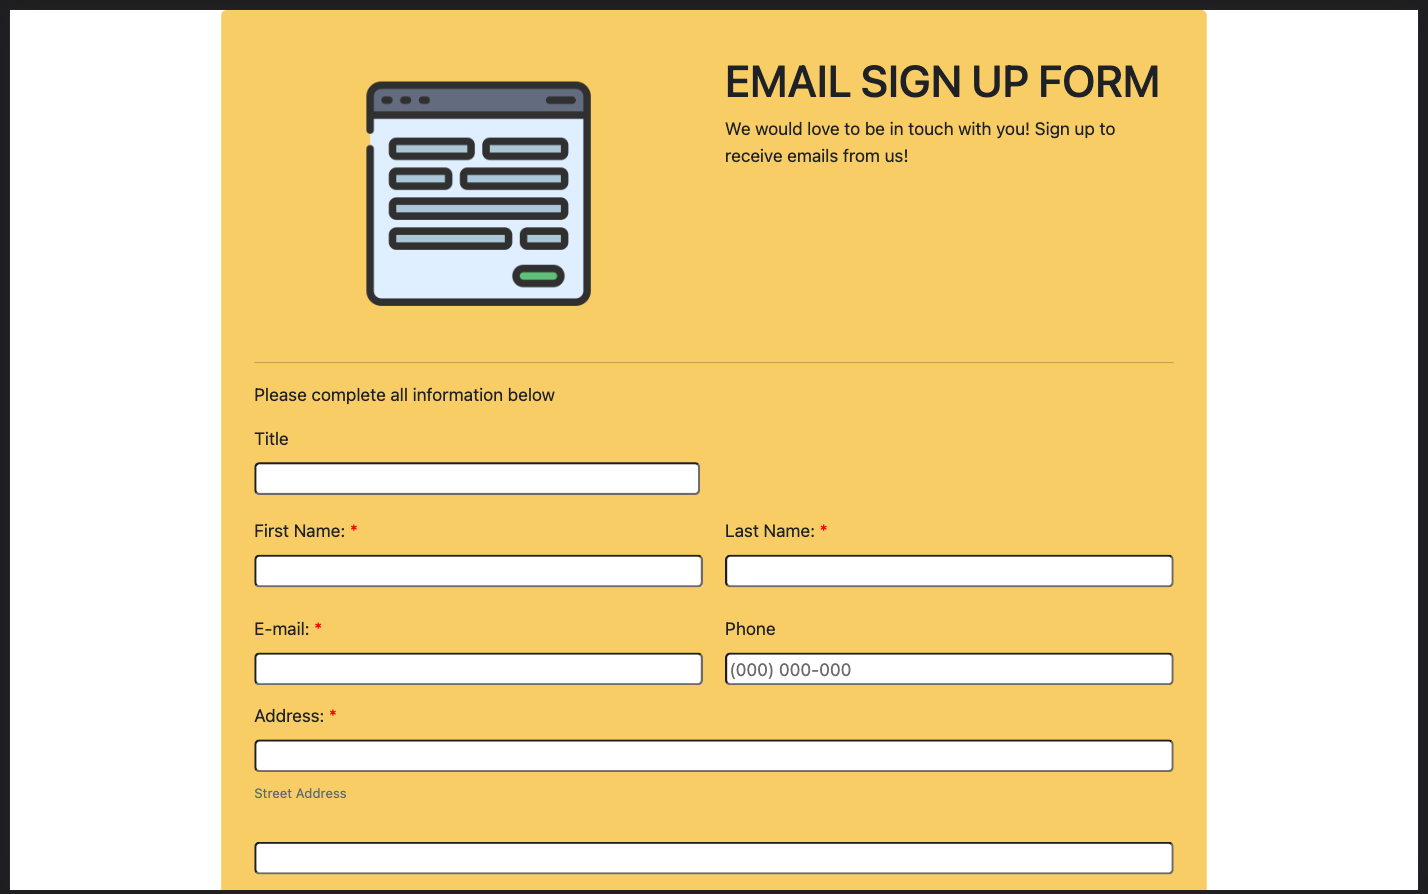 EMAIL SIGN UP FORM
We would love to be in touch with you! Sign up to
receive emails from us!
Please complete all information below
Title
First Name: *
Last Name: *
E-mail: *
Phone
(000) 000-000
Address: *
Street Address